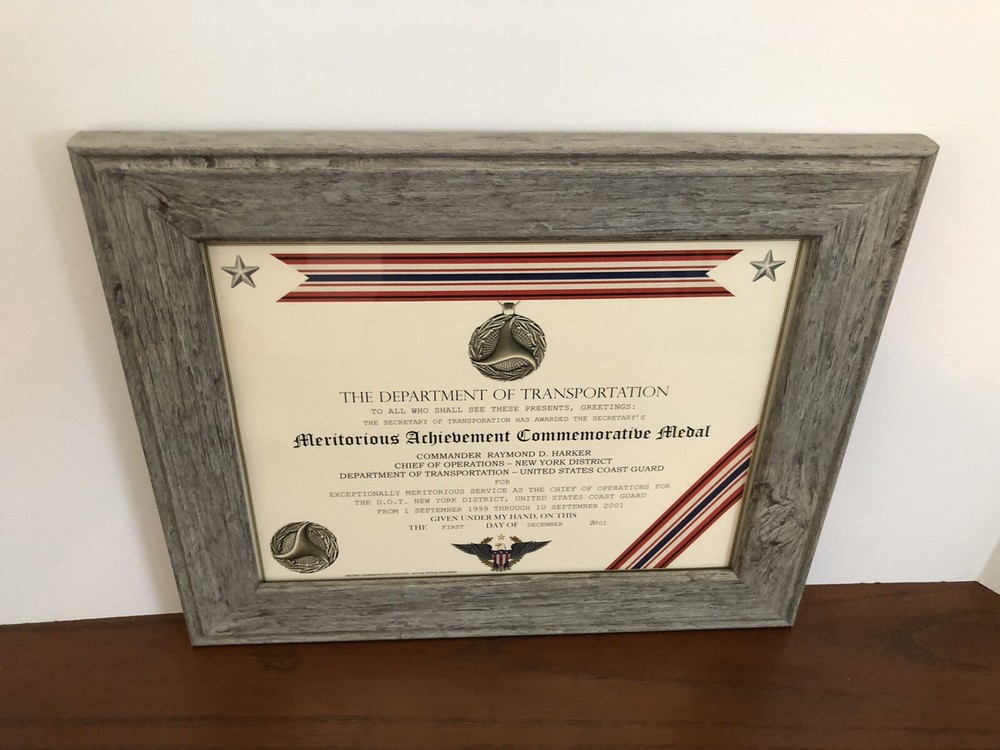 THE DEPARTMENT OF TRANSPORTATION
TO ALL WHO SHALL SEE THESE PRESENTS, GREETINGS:
THE SECRETARY OF TRANSPORATION HAS AWARDED THE SECRETARY'S
Meritorious Achievement Commemorative Medal
COMMANDER RAYMOND D. HARKER
CHIEF OF OPERATIONS – NEW YORK DISTRICT
DEPARTMENT OF TRANSPORTATION – UNITED STATES COAST GUARD
FOR
EXCEPTIONALLY MERITORIOUS SERVICE AS THE CHIEF OF OPERATIONS FOR
THE D.O.T. NEW YORK DISTRICT, UNITED STATES COAST GUARD
FROM 1 SEPTEMBER 1999 THROUGH 10 SEPTEMBER 2001
GIVEN UNDER MY HAND, ON THIS
THE FIRST DAY OF DECEMBER 2001